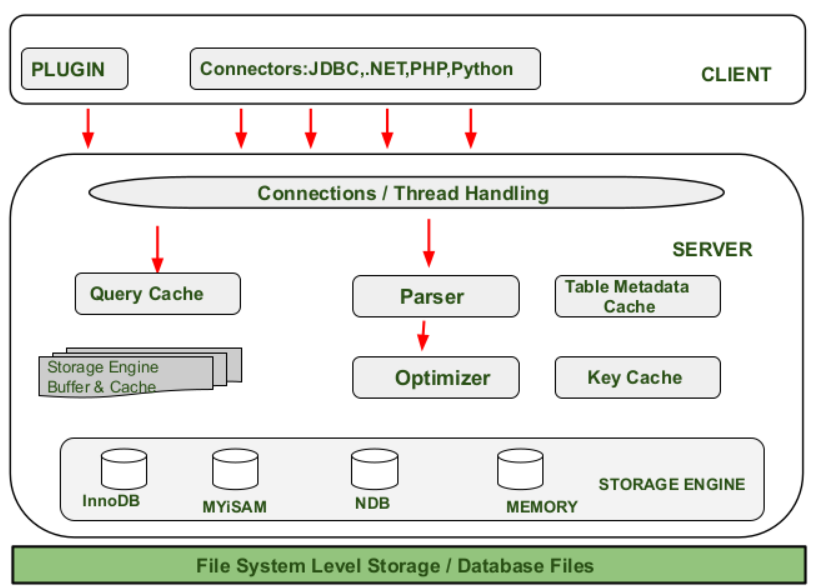 PLUGIN
Connectors:JDBC,.NET,PHP,Python
CLIENT
Connections / Thread Handling
SERVER
Query Cache
Parser
Table Metadata
Cache
Storage Engine
Buffer & Cache
Optimizer
Key Cache
InnoDB
MYiSAM
NDB
MEMORY
STORAGE ENGINE
File System Level Storage / Database Files